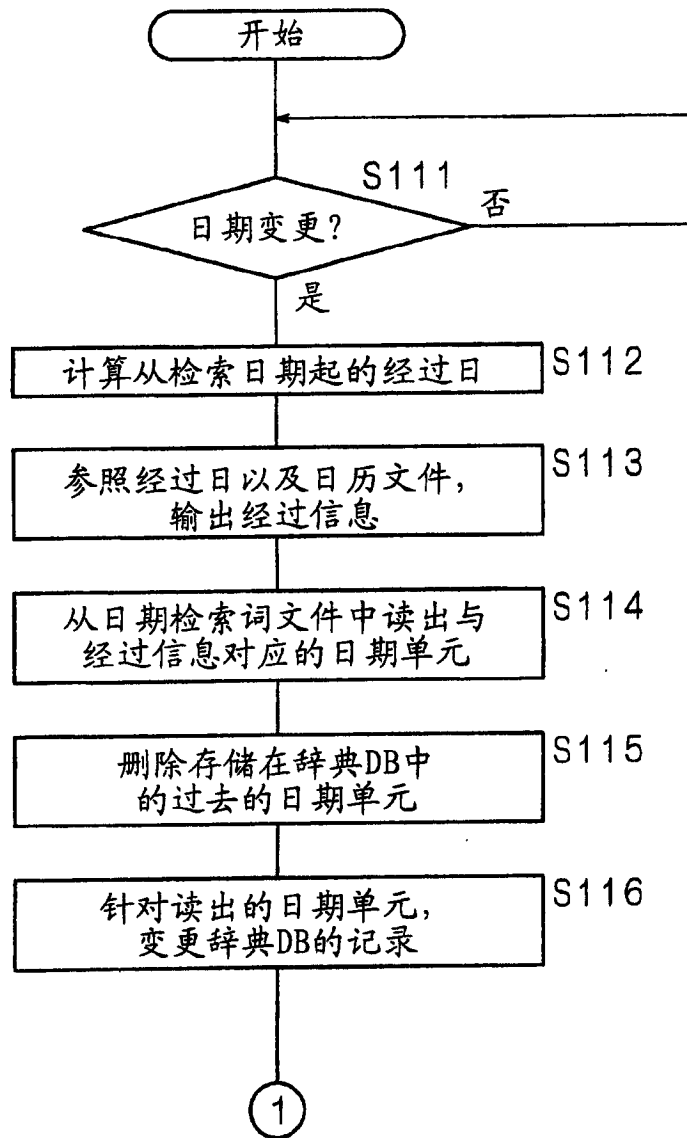 开始
S111
日期变更?
否
是
计算从检索日期起的经过日
S112
参照经过日以及日历文件,
输出经过信息
S113
从日期检索词文件中读出与
经过信息对应的日期单元
S114
删除存储在辞典DB中
的过去的日期单元
S115
针对读出的日期单元,
变更辞典DB的记录
S116
1